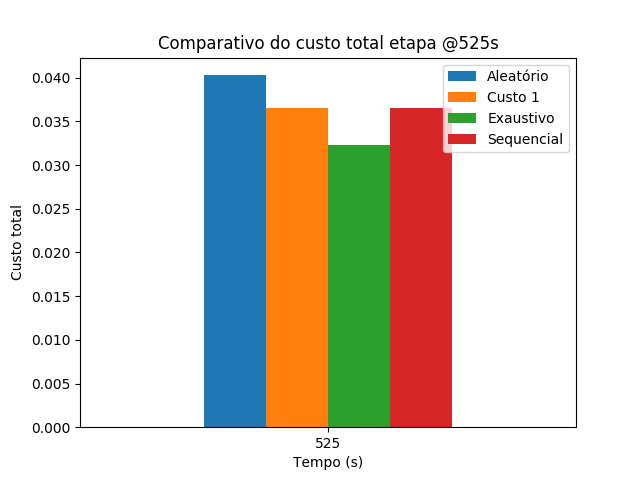 Comparativo do custo total etapa @525s
Custo total
0.040
0.035
0.030
0.025
0.020
0.015
0.010
0.005
0.000
Aleatório
Custo 1
Exaustivo
Sequencial
525
Tempo (s)